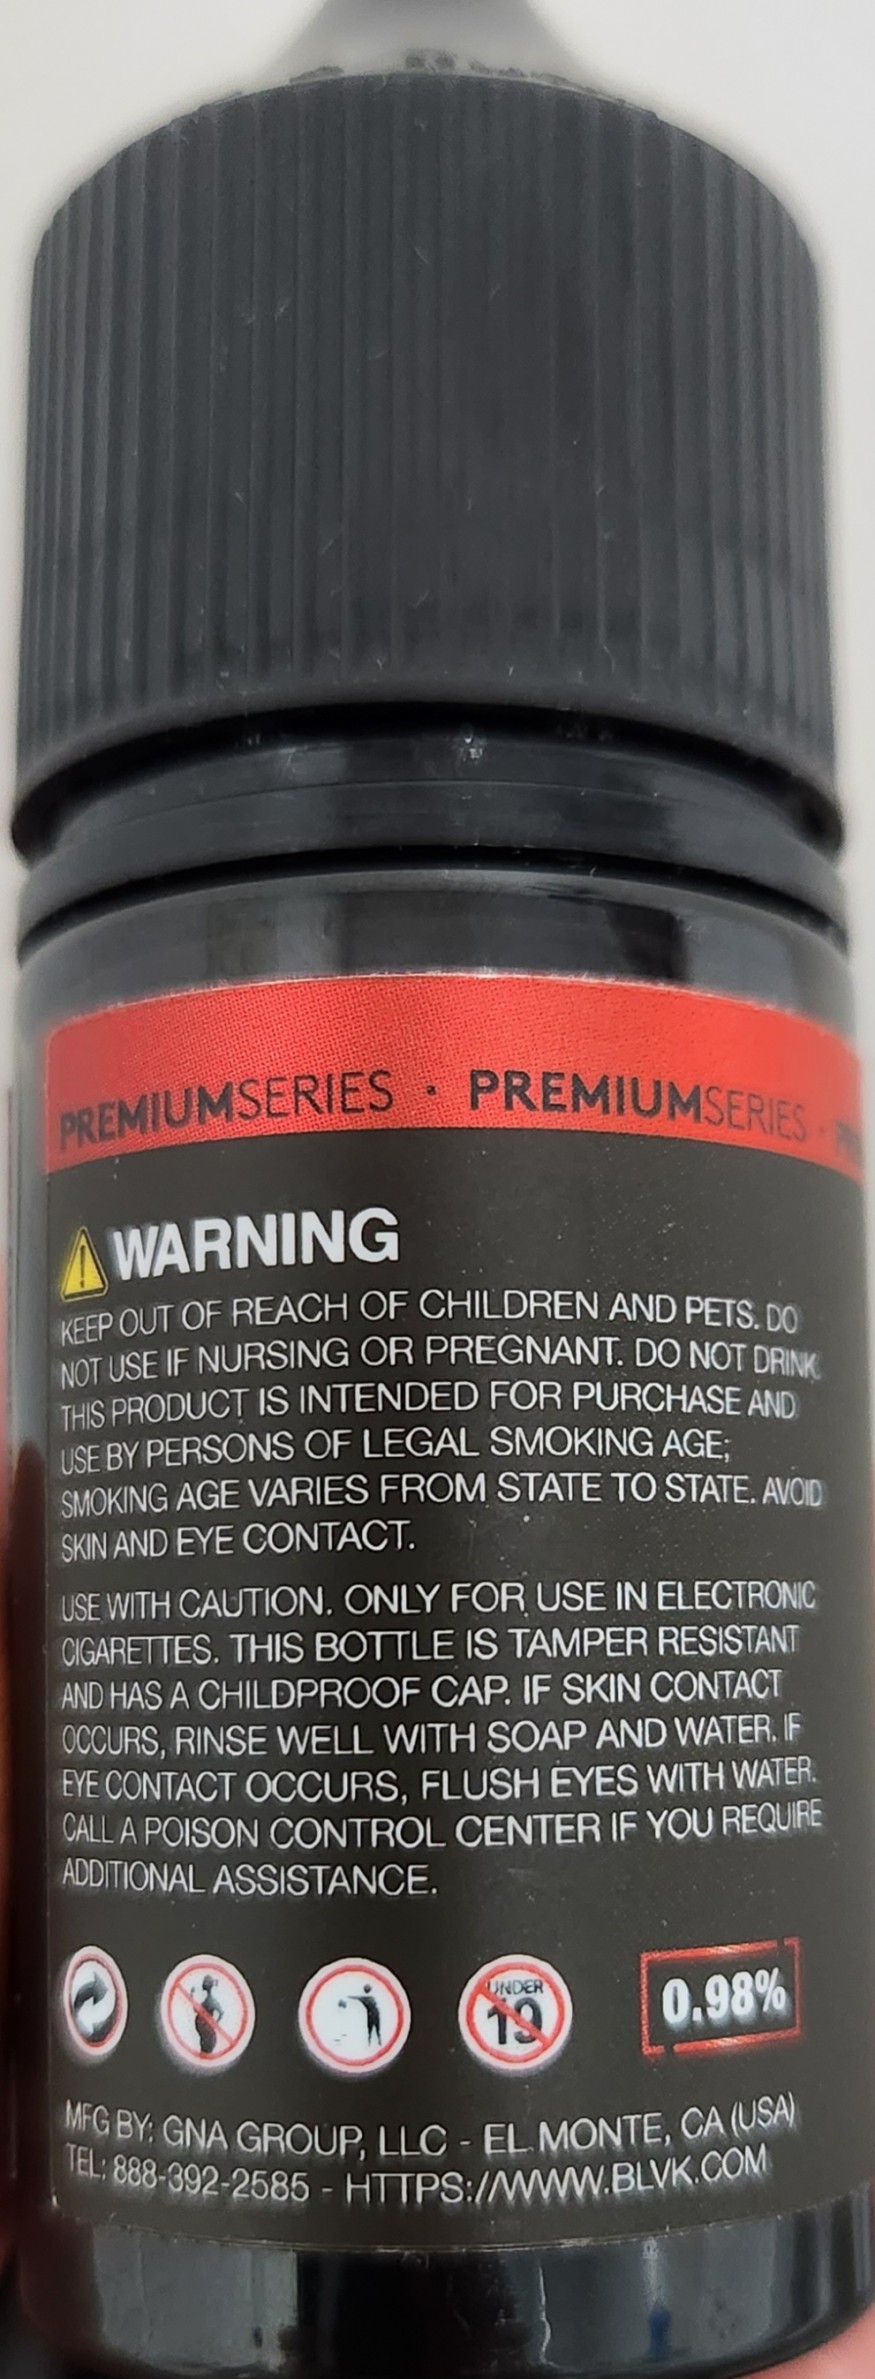 PREMIUMSERIES · PREMIUMSERIES ·
WARNING
KEEP OUT OF REACH OF CHILDREN AND PETS. DO
NOT USE IF NURSING OR PREGNANT. DO NOT DRINK
THIS PRODUCT IS INTENDED FOR PURCHASE AND
USE BY PERSONS OF LEGAL SMOKING AGE;
SMOKING AGE VARIES FROM STATE TO STATE. AVOID
SKIN AND EYE CONTACT.
USE WITH CAUTION. ONLY FOR USE IN ELECTRONIC
CIGARETTES. THIS BOTTLE IS TAMPER RESISTANT
AND HAS A CHILDPROOF CAP. IF SKIN CONTACT
OCCURS, RINSE WELL WITH SOAP AND WATER. IF
EYE CONTACT OCCURS, FLUSH EYES WITH WATER.
CALL A POISON CONTROL CENTER IF YOU REQUIRE
ADDITIONAL ASSISTANCE.
UNDER
19
0.98%
MFG BY: GNA GROUP, LLC - EL MONTE, CA (USA)
TEL: 888-392-2585 - HTTPS://WWW.BLVK.COM